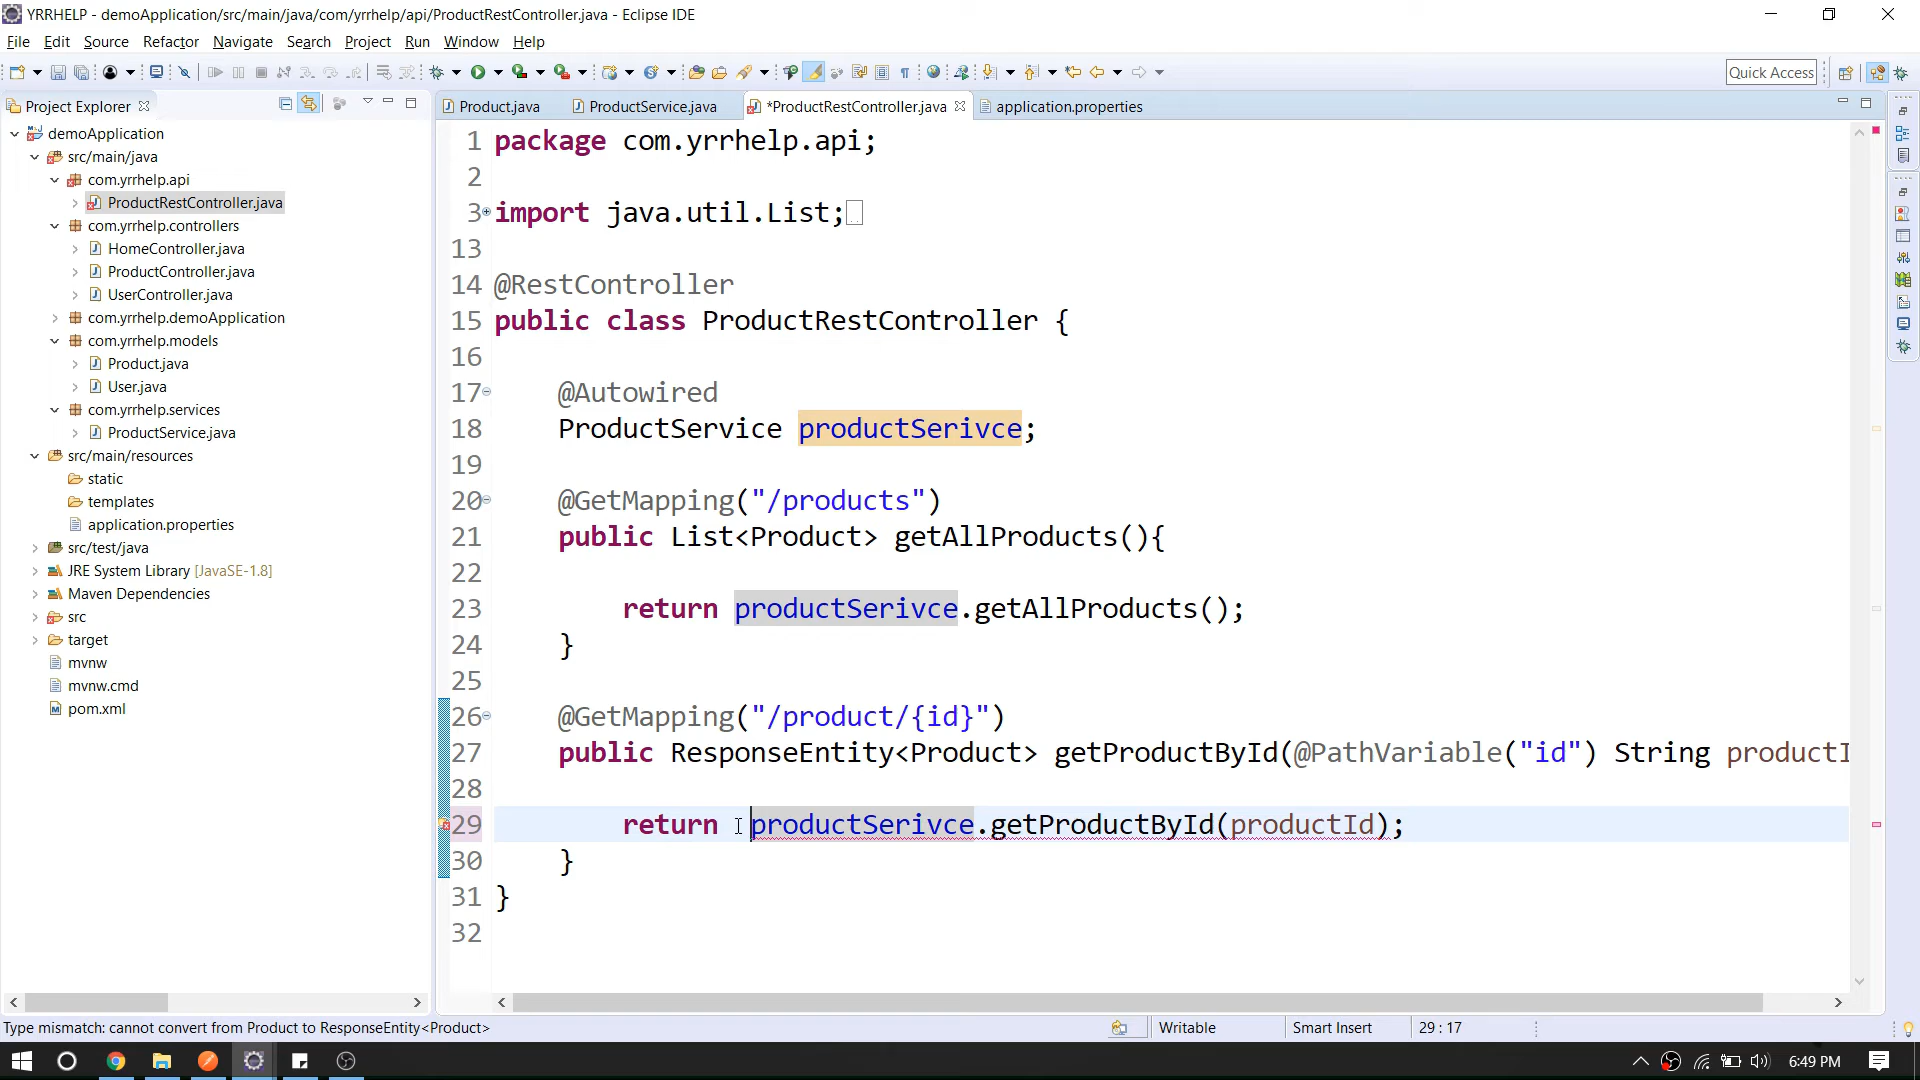 YRRHELP - demoApplication/src/main/java/com/yrrhelp/api/ProductRestController.java - Eclipse IDE
File Edit Source Refactor Navigate Search Project Run Window Help
Quick Access
Project Explorer
demoApplication
src/main/java
com.yrrhelp.api
ProductRestController.java
com.yrrhelp.controllers
HomeController.java
ProductController.java
UserController.java
com.yrrhelp.demoApplication
com.yrrhelp.models
Product.java
User.java
com.yrrhelp.services
ProductService.java
src/main/resources
static
templates
application.properties
src/test/java
JRE System Library [JavaSE-1.8]
Maven Dependencies
src
target
mvnw
mvnw.cmd
pom.xml
Product.java ProductService.java *ProductRestController.java application.properties
1 package com.yrrhelp.api;
2
3 import java.util.List;
13
14 @RestController
15 public class ProductRestController {
16
17 @Autowired
18 ProductService productSerivce;
19
20 @GetMapping("/products")
21 public List<Product> getAllProducts(){
22
23 return productSerivce.getAllProducts();
24 }
25
26 @GetMapping("/product/{id}")
27 public ResponseEntity<Product> getProductById(@PathVariable("id") String productI
28
29 return productSerivce.getProductById(productId);
30 }
31 }
32
Type mismatch: cannot convert from Product to ResponseEntity<Product>
Writable Smart Insert 29 : 17
6:49 PM